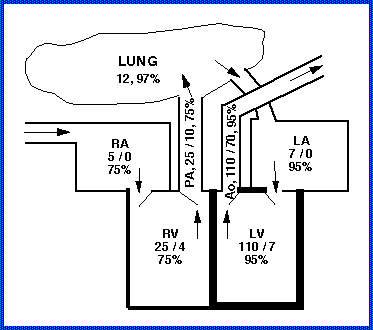 LUNG
12, 97%
RA
5 / 0
75%
PA, 25 / 10, 75%
Ao, 110 / 70, 95%
LA
7 / 0
95%
RV
25 / 4
75%
LV
110 / 7
95%